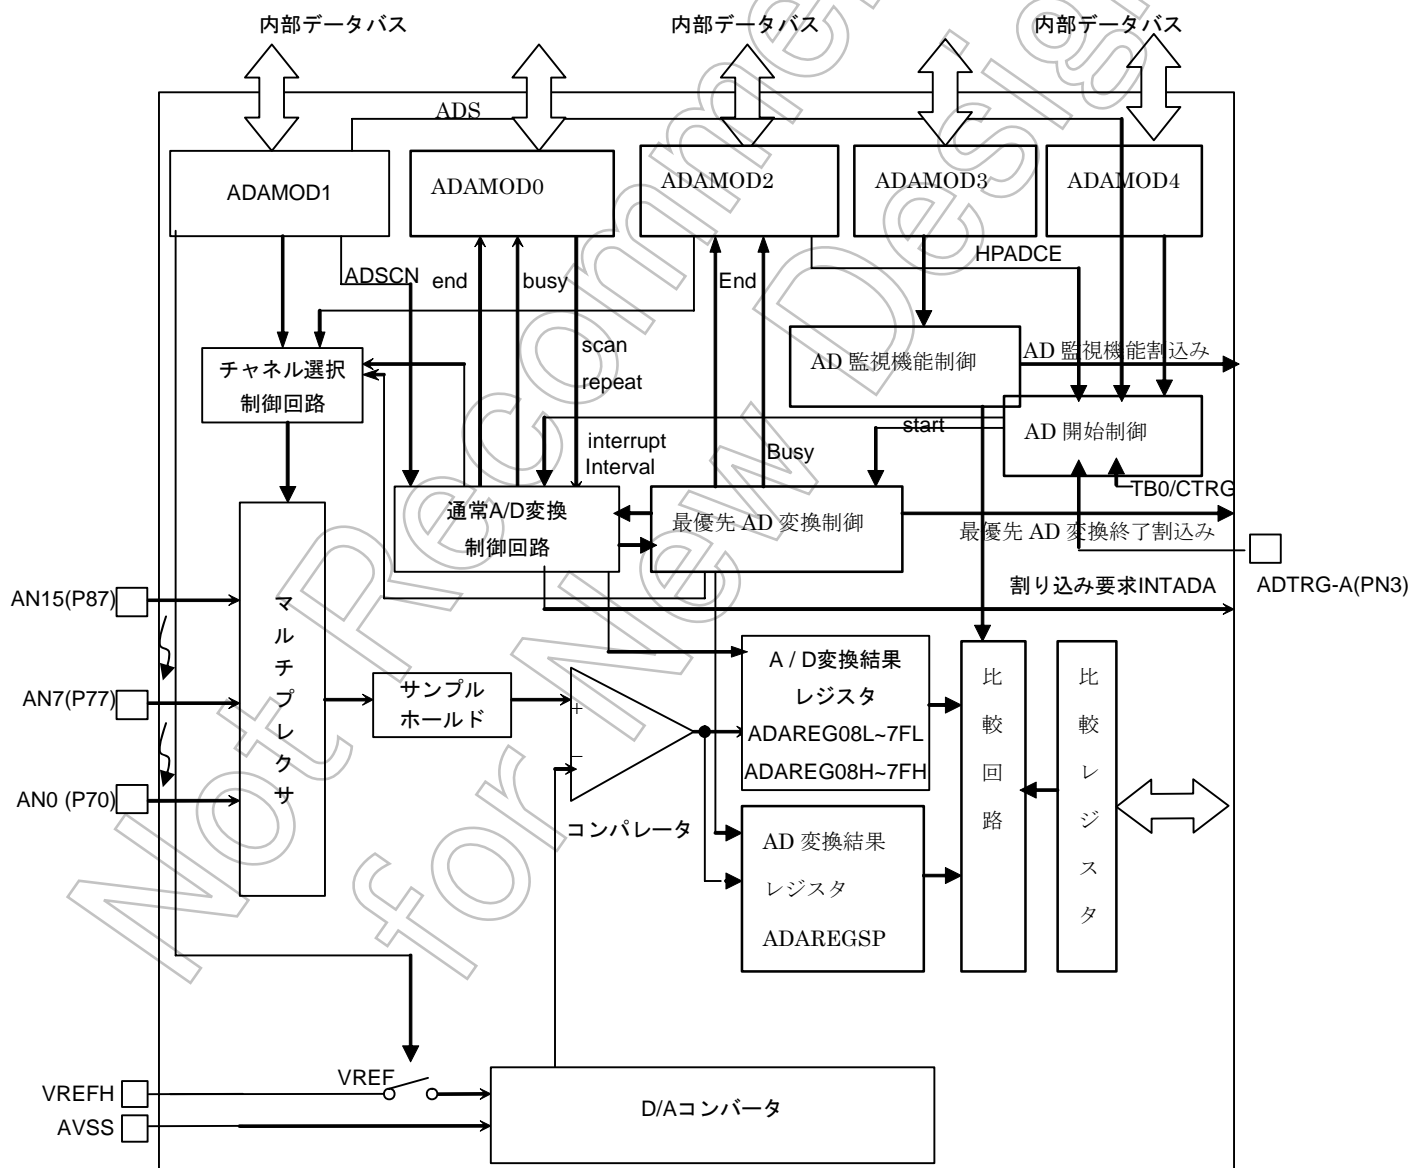 内部データバス
内部データバス
内部データバス
ADS
ADAMOD1
ADAMOD0
ADAMOD2
ADAMOD3
ADAMOD4
ADSCN
end
busy
End
HPADCE
scan
repeat
チャネル選択
制御回路
AD 監視機能制御
AD 監視機能割込み
interrupt
Interval
Busy
start
AD 開始制御
TB0/CTRG
通常A/D変換
制御回路
最優先 AD 変換制御
最優先 AD 変換終了割込み
ADTRG-A(PN3)
割り込み要求INTADA
AN15(P87)
AN7(P77)
AN0 (P70)
マルチプレクサ
サンプル
ホールド
+
−
コンパレータ
A / D変換結果
レジスタ
ADAREG08L~7FL
ADAREG08H~7FH
AD 変換結果
レジスタ
ADAREGSP
比較回路
比較レジスタ
VREFH
VREF
AVSS
D/Aコンバータ
Not Recommended
for New Design